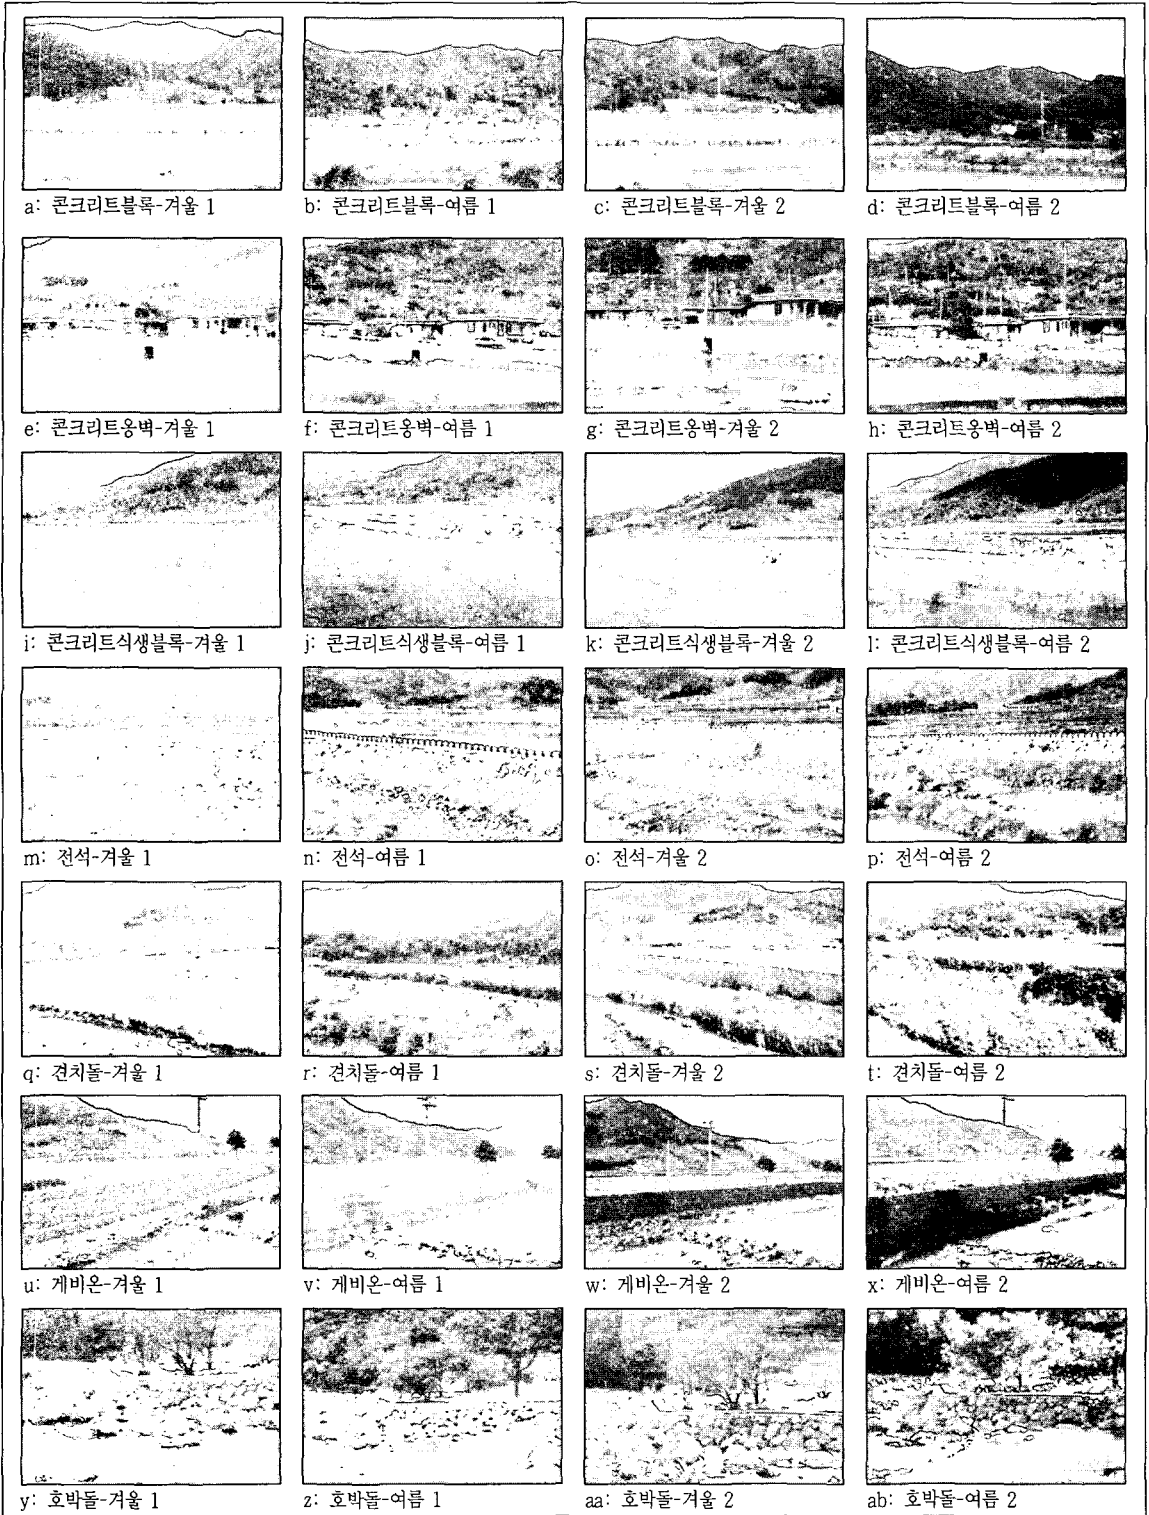 a: 콘크리트블록-겨울 1
b: 콘크리트블록-여름 1
c: 콘크리트블록-겨울 2
d: 콘크리트블록-여름 2
e: 콘크리트옹벽-겨울 1
f: 콘크리트옹벽-여름 1
g: 콘크리트옹벽-겨울 2
h: 콘크리트옹벽-여름 2
i: 콘크리트식생블록-겨울 1
j: 콘크리트식생블록-여름 1
k: 콘크리트식생블록-겨울 2
l: 콘크리트식생블록-여름 2
m: 전석-겨울 1
n: 전석-여름 1
o: 전석-겨울 2
p: 전석-여름 2
q: 견치돌-겨울 1
r: 견치돌-여름 1
s: 견치돌-겨울 2
t: 견치돌-여름 2
u: 게비온-겨울 1
v: 게비온-여름 1
w: 게비온-겨울 2
x: 게비온-여름 2
y: 호박돌-겨울 1
z: 호박돌-여름 1
aa: 호박돌-겨울 2
ab: 호박돌-여름 2